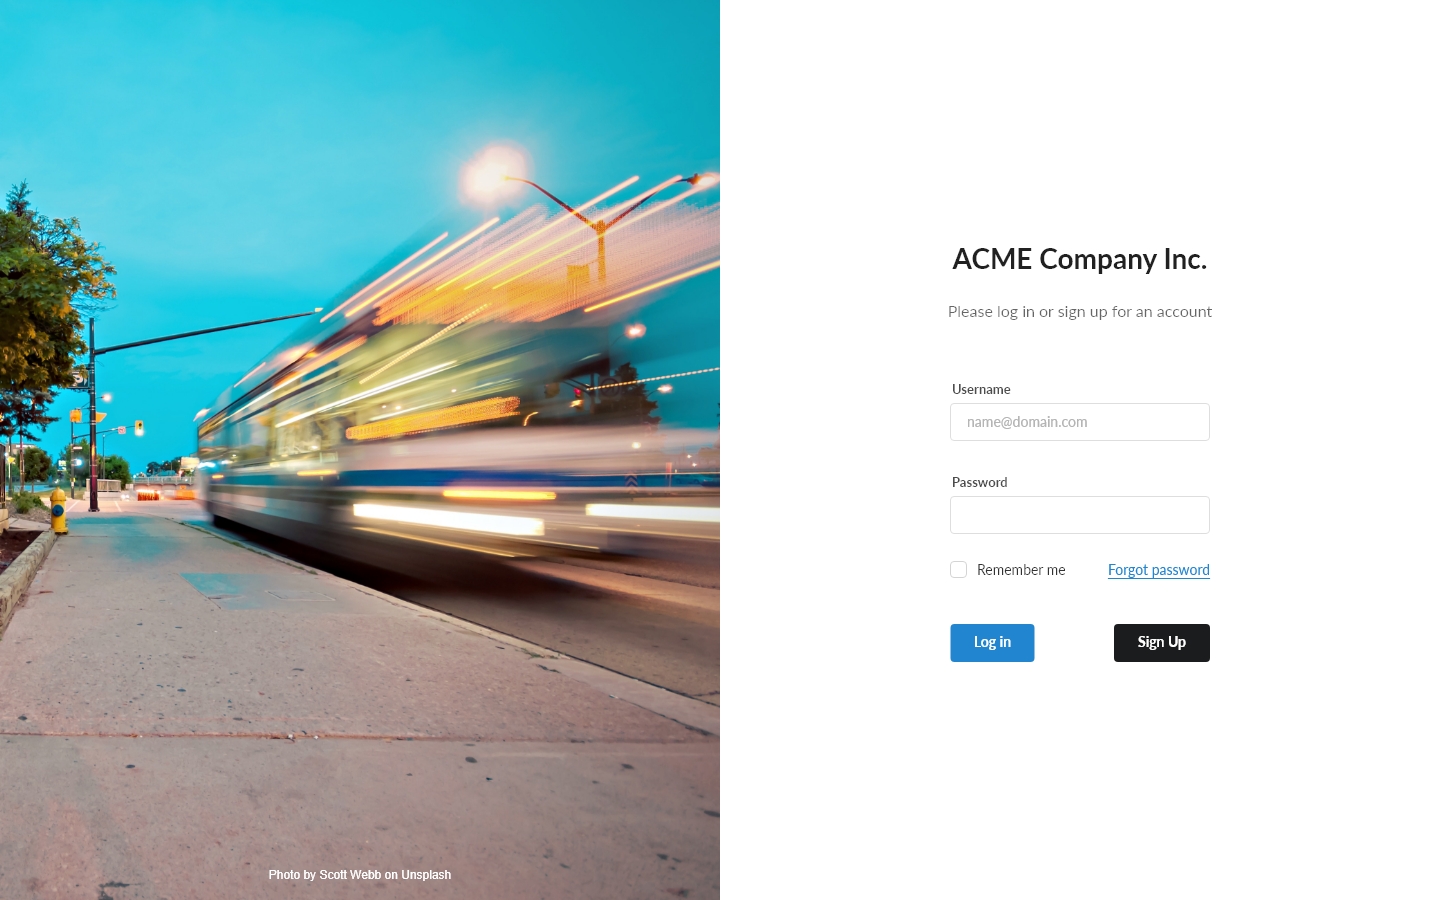 ACME Company Inc.
Please log in or sign up for an account
Username
name@domain.com
Password
Remember me
Forgot password
Log in
Sign Up
Photo by Scott Webb on Unsplash